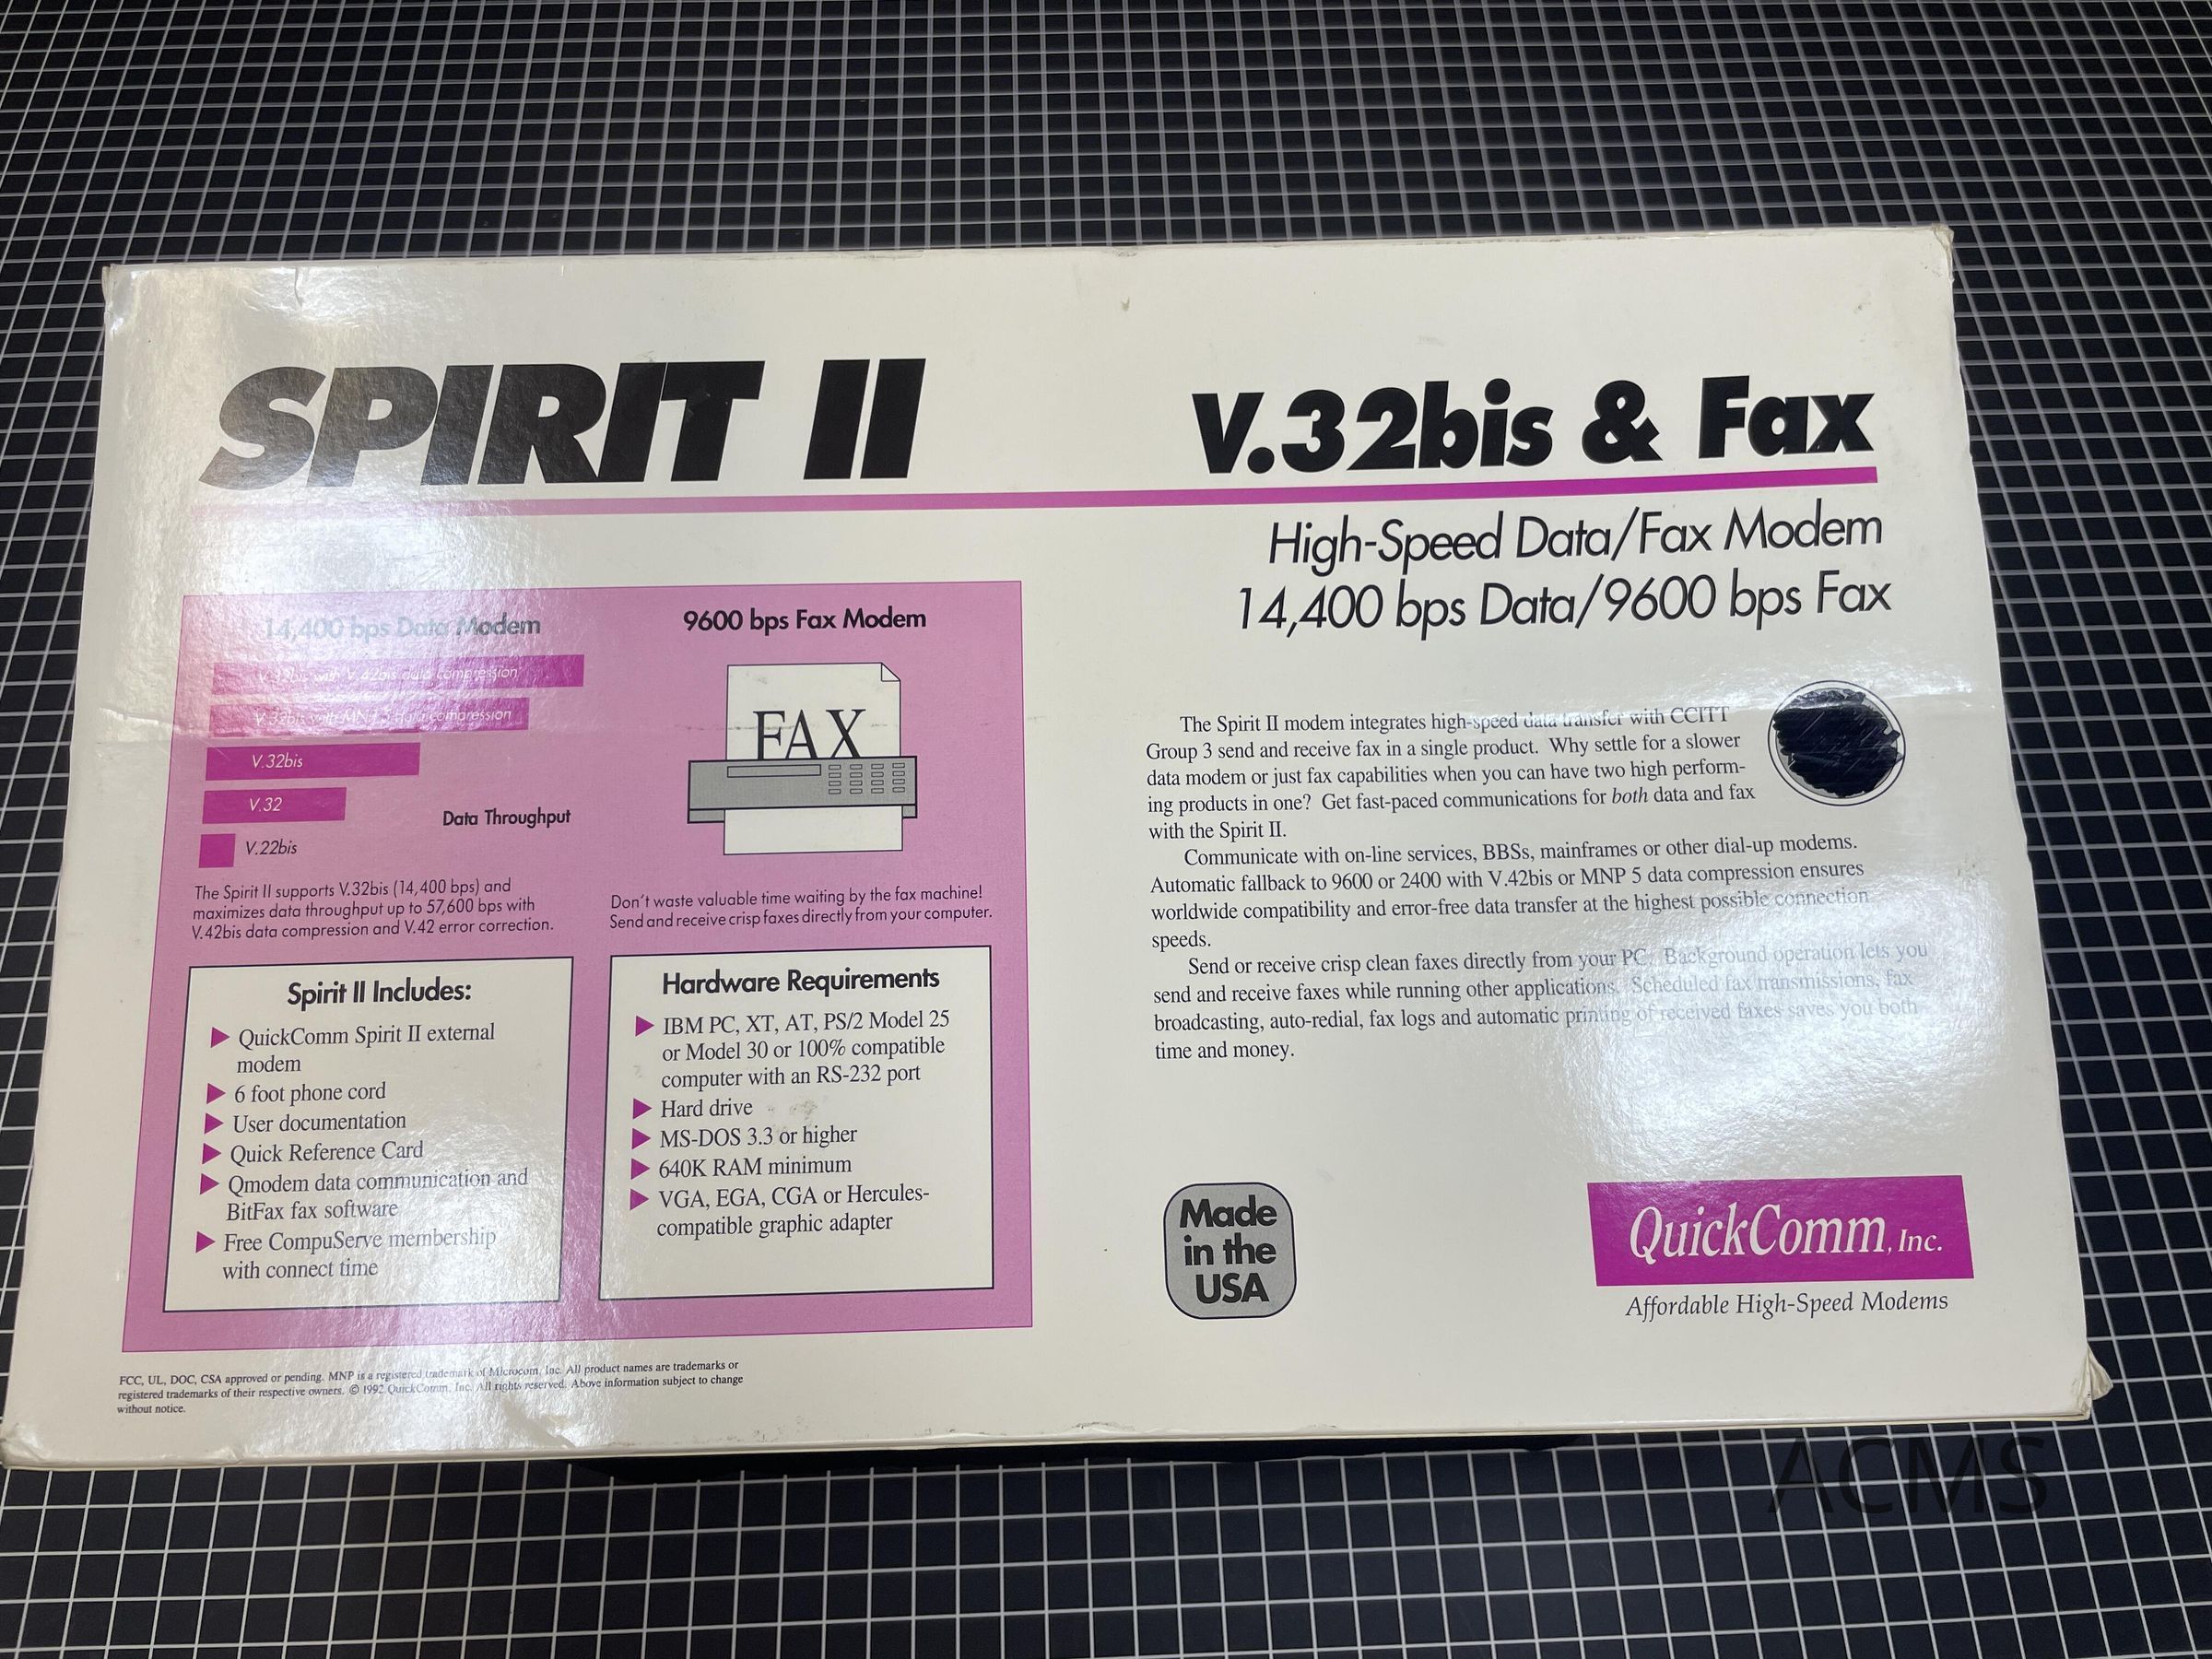 SPIRIT II
V.32bis & Fax
High-Speed Data/Fax Modem
14,400 bps Data/9600 bps Fax
14,400 bps Data Modem
V.32bis with V.42bis data compression
V.32bis with MNP 5 data compression
V.32bis
V.32
Data Throughput
V.22bis
The Spirit II supports V.32bis (14,400 bps) and
maximizes data throughput up to 57,600 bps with
V.42bis data compression and V.42 error correction.
9600 bps Fax Modem
FAX
Don't waste valuable time waiting by the fax machine!
Send and receive crisp faxes directly from your computer.
Spirit II Includes:
QuickComm Spirit II external
modem
6 foot phone cord
User documentation
Quick Reference Card
Qmodem data communication and
BitFax fax software
Free CompuServe membership
with connect time
Hardware Requirements
IBM PC, XT, AT, PS/2 Model 25
or Model 30 or 100% compatible
computer with an RS-232 port
Hard drive
MS-DOS 3.3 or higher
640K RAM minimum
VGA, EGA, CGA or Hercules-
compatible graphic adapter
FCC, UL, DOC, CSA approved or pending. MNP is a registered trademark of Microcom, Inc. All product names are trademarks or
registered trademarks of their respective owners. © 1992 QuickComm, Inc. All rights reserved. Above information subject to change
without notice.
The Spirit II modem integrates high-speed data transfer with CCITT
Group 3 send and receive fax in a single product. Why settle for a slower
data modem or just fax capabilities when you can have two high perform-
ing products in one? Get fast-paced communications for both data and fax
with the Spirit II.
Communicate with on-line services, BBSs, mainframes or other dial-up modems.
Automatic fallback to 9600 or 2400 with V.42bis or MNP 5 data compression ensures
worldwide compatibility and error-free data transfer at the highest possible connection
speeds.
Send or receive crisp clean faxes directly from your PC. Background operation lets you
send and receive faxes while running other applications. Scheduled fax transmissions, fax
broadcasting, auto-redial, fax logs and automatic printing of received faxes saves you both
time and money.
Made
in the
USA
QuickComm, Inc.
Affordable High-Speed Modems
ACMS